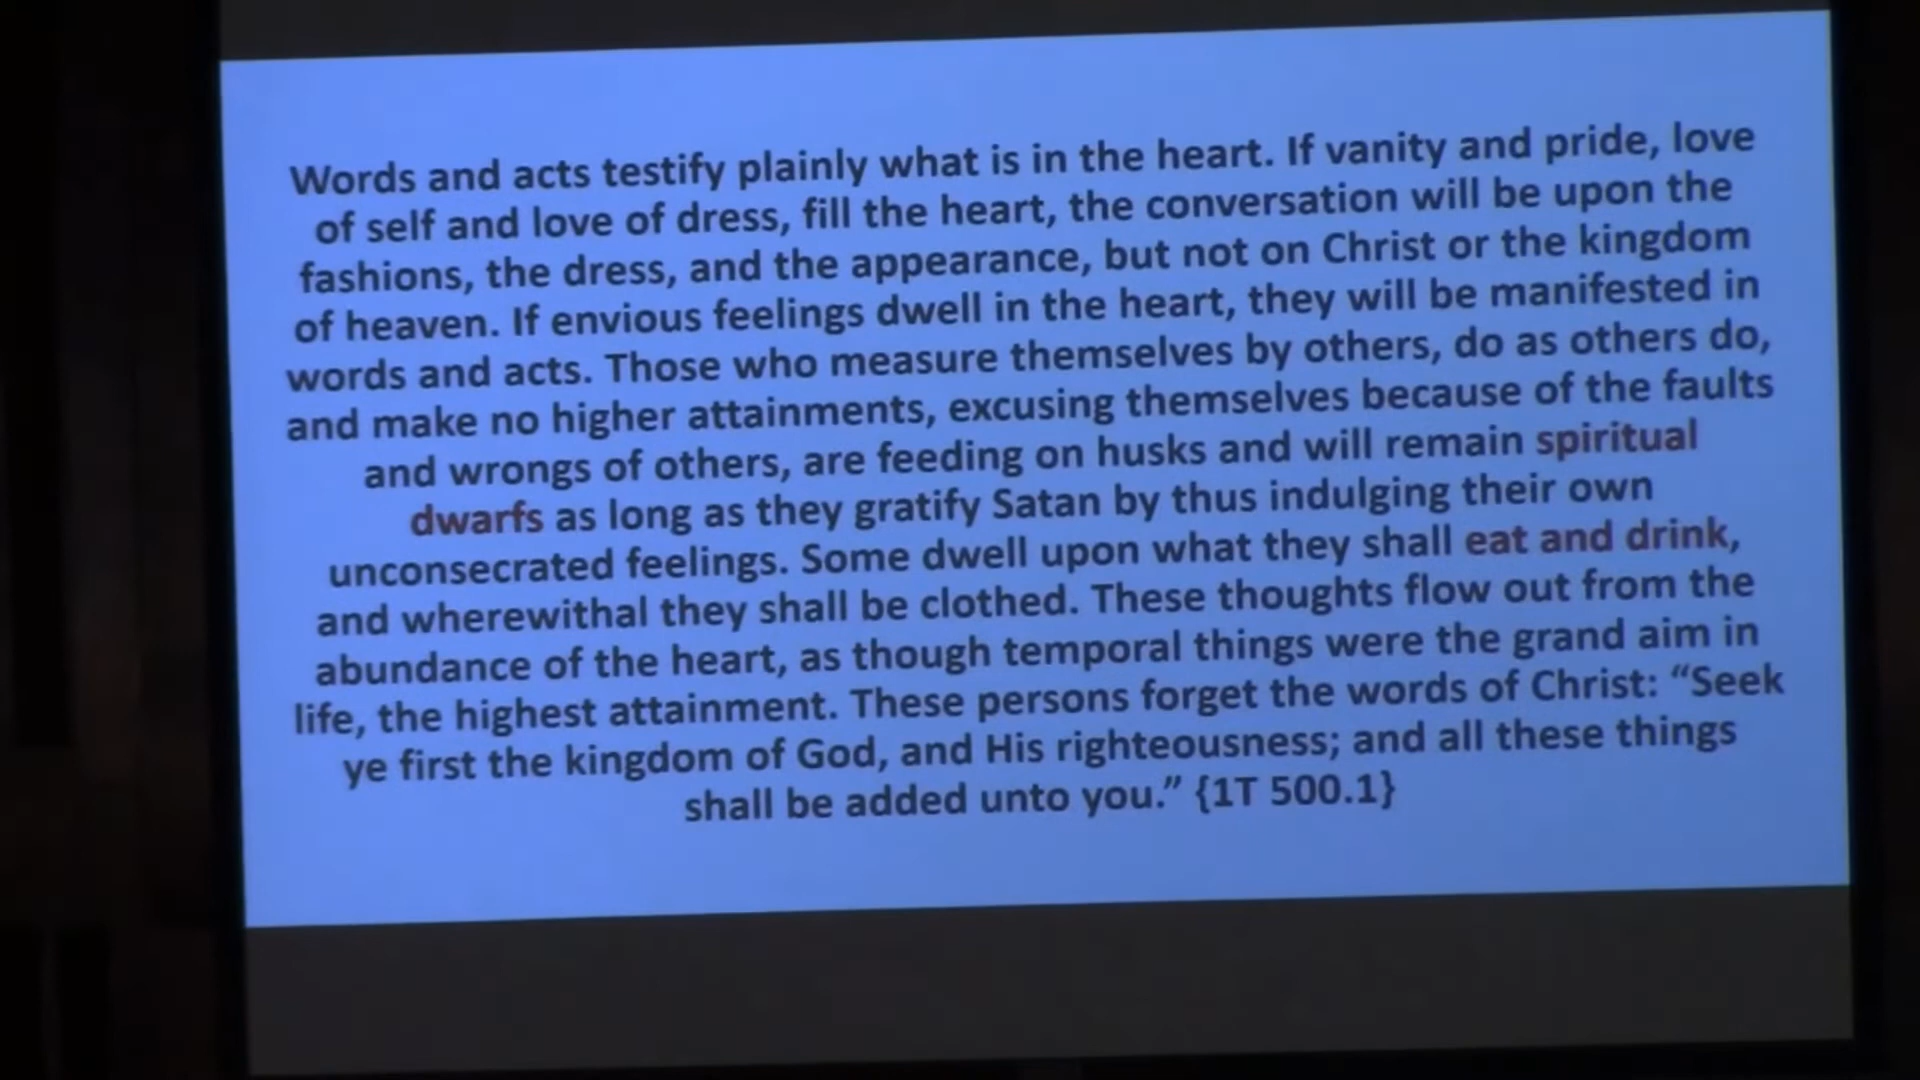 Words and acts testify plainly what is in the heart. If vanity and pride, love
of self and love of dress, fill the heart, the conversation will be upon the
fashions, the dress, and the appearance, but not on Christ or the kingdom
of heaven. If envious feelings dwell in the heart, they will be manifested in
words and acts. Those who measure themselves by others, do as others do,
and make no higher attainments, excusing themselves because of the faults
and wrongs of others, are feeding on husks and will remain spiritual
dwarfs as long as they gratify Satan by thus indulging their own
unconsecrated feelings. Some dwell upon what they shall eat and drink,
and wherewithal they shall be clothed. These thoughts flow out from the
abundance of the heart, as though temporal things were the grand aim in
life, the highest attainment. These persons forget the words of Christ: “Seek
ye first the kingdom of God, and His righteousness; and all these things
shall be added unto you.” {1T 500.1}